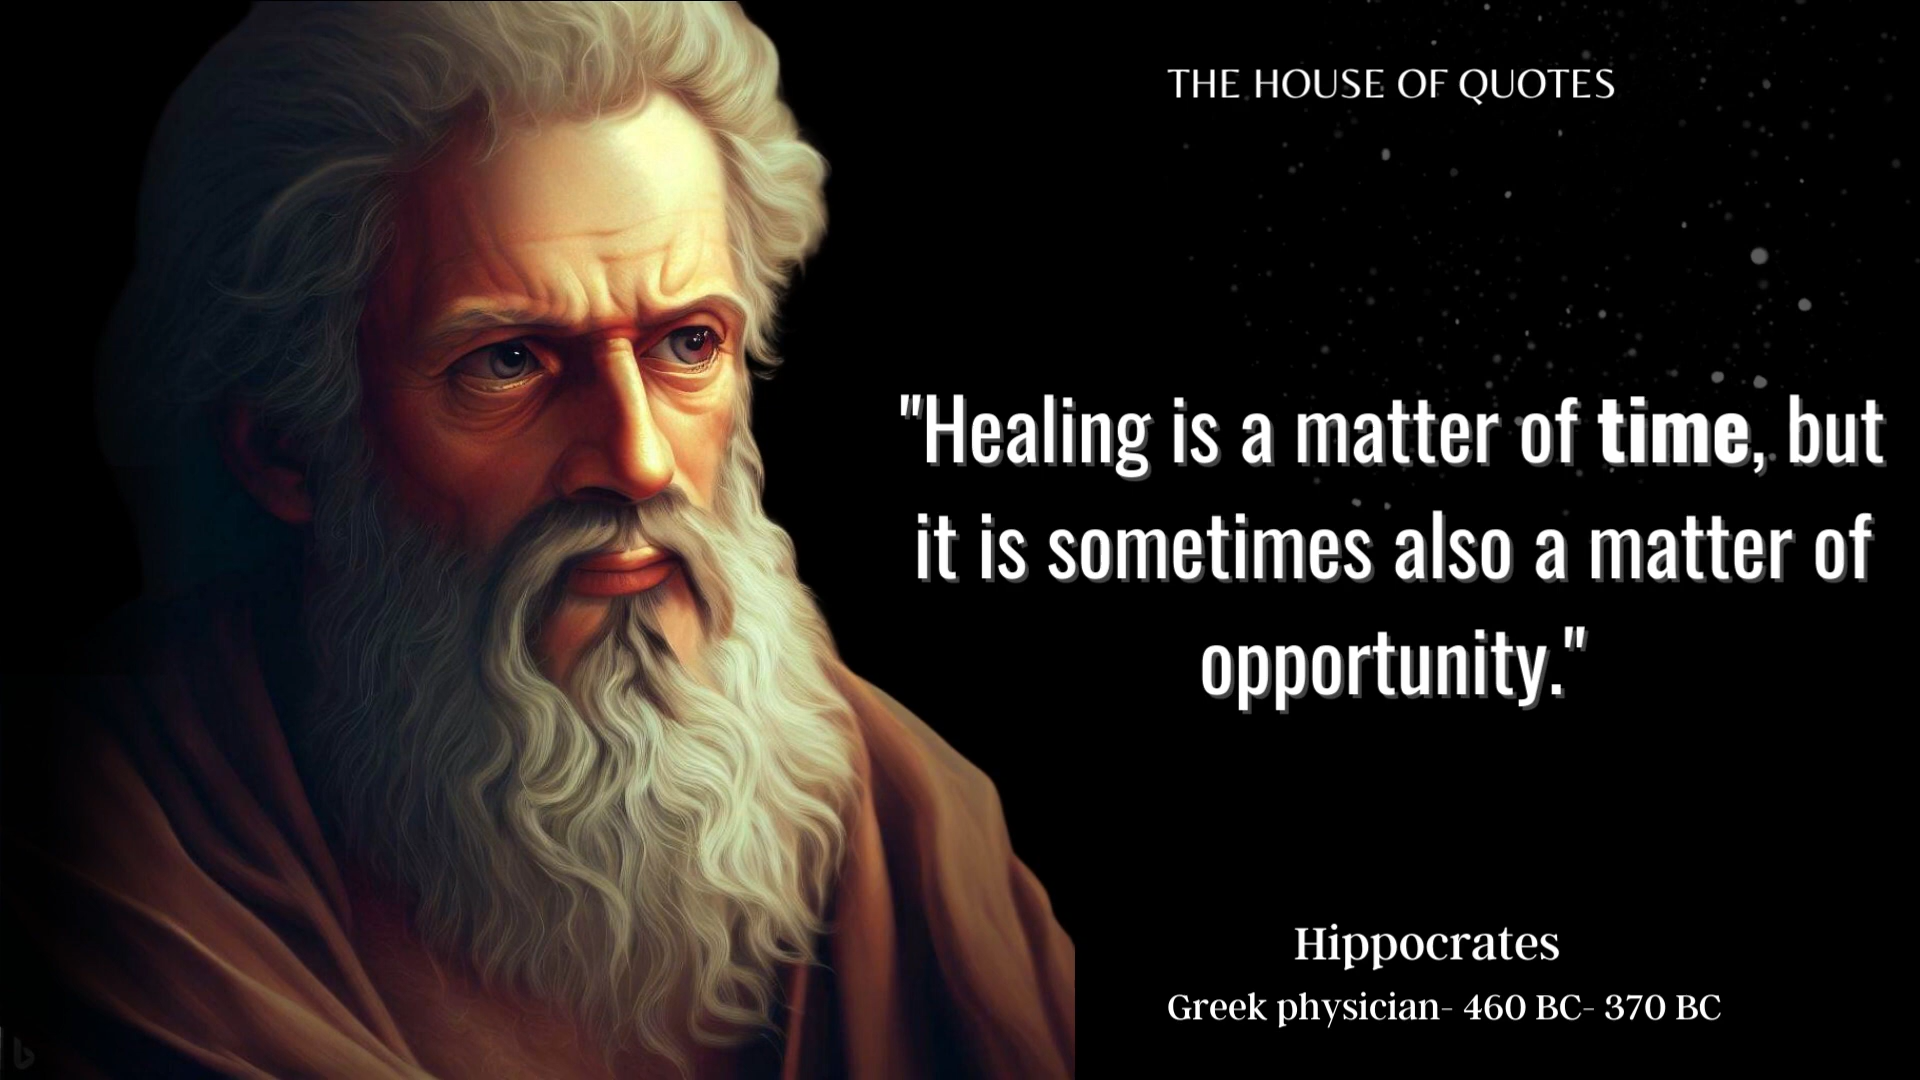 THE HOUSE OF QUOTES
"Healing is a matter of time, but
it is sometimes also a matter of
opportunity."
Hippocrates
Greek physician- 460 BC- 370 BC